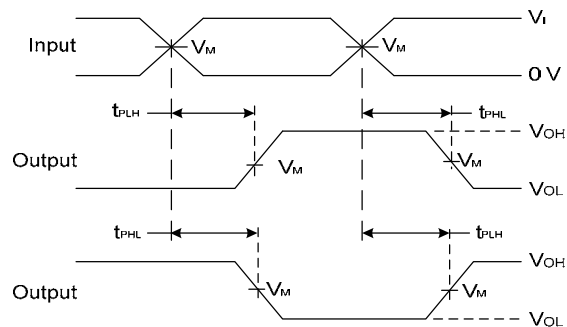 VI
Input VM VM
0 V
tPLH tPHL
VOH
Output VM VM
VOL
tPHL tPLH
VOH
Output VM VM
VOL